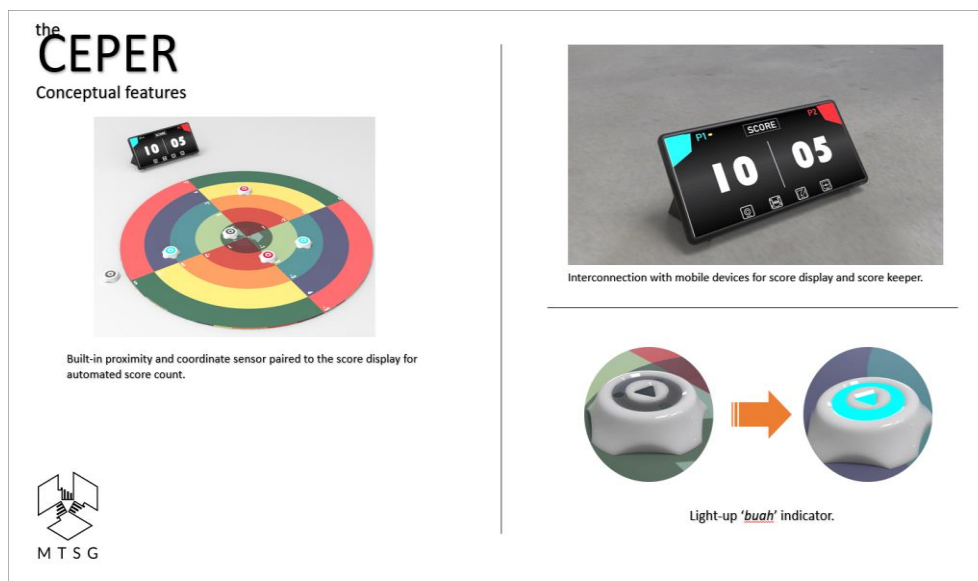 the
CEPER
Conceptual features
10 05
Built-in proximity and coordinate sensor paired to the score display for
automated score count.
MTSG
P1 SCORE P2
10 05
Interconnection with mobile devices for score display and score keeper.
Light-up ‘buah’ indicator.